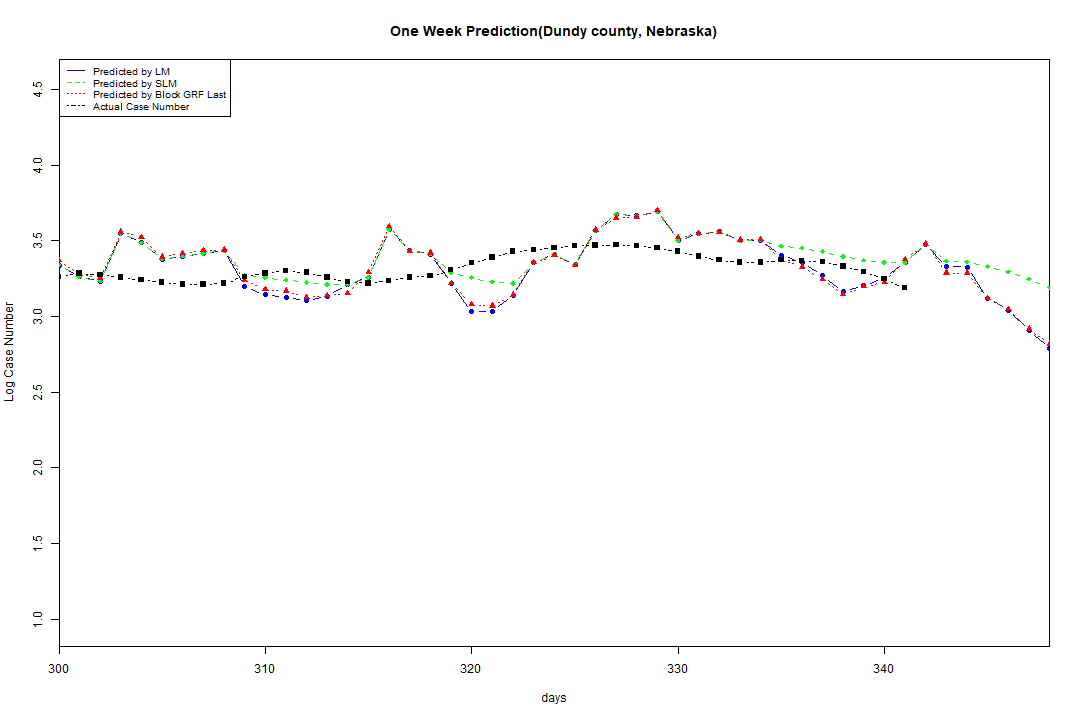 One Week Prediction(Dundy county, Nebraska)
Predicted by LM
Predicted by SLM
Predicted by Block GRF Last
Actual Case Number
4.5
4.0
3.5
3.0
2.5
2.0
1.5
1.0
Log Case Number
300 310 320 330 340
days